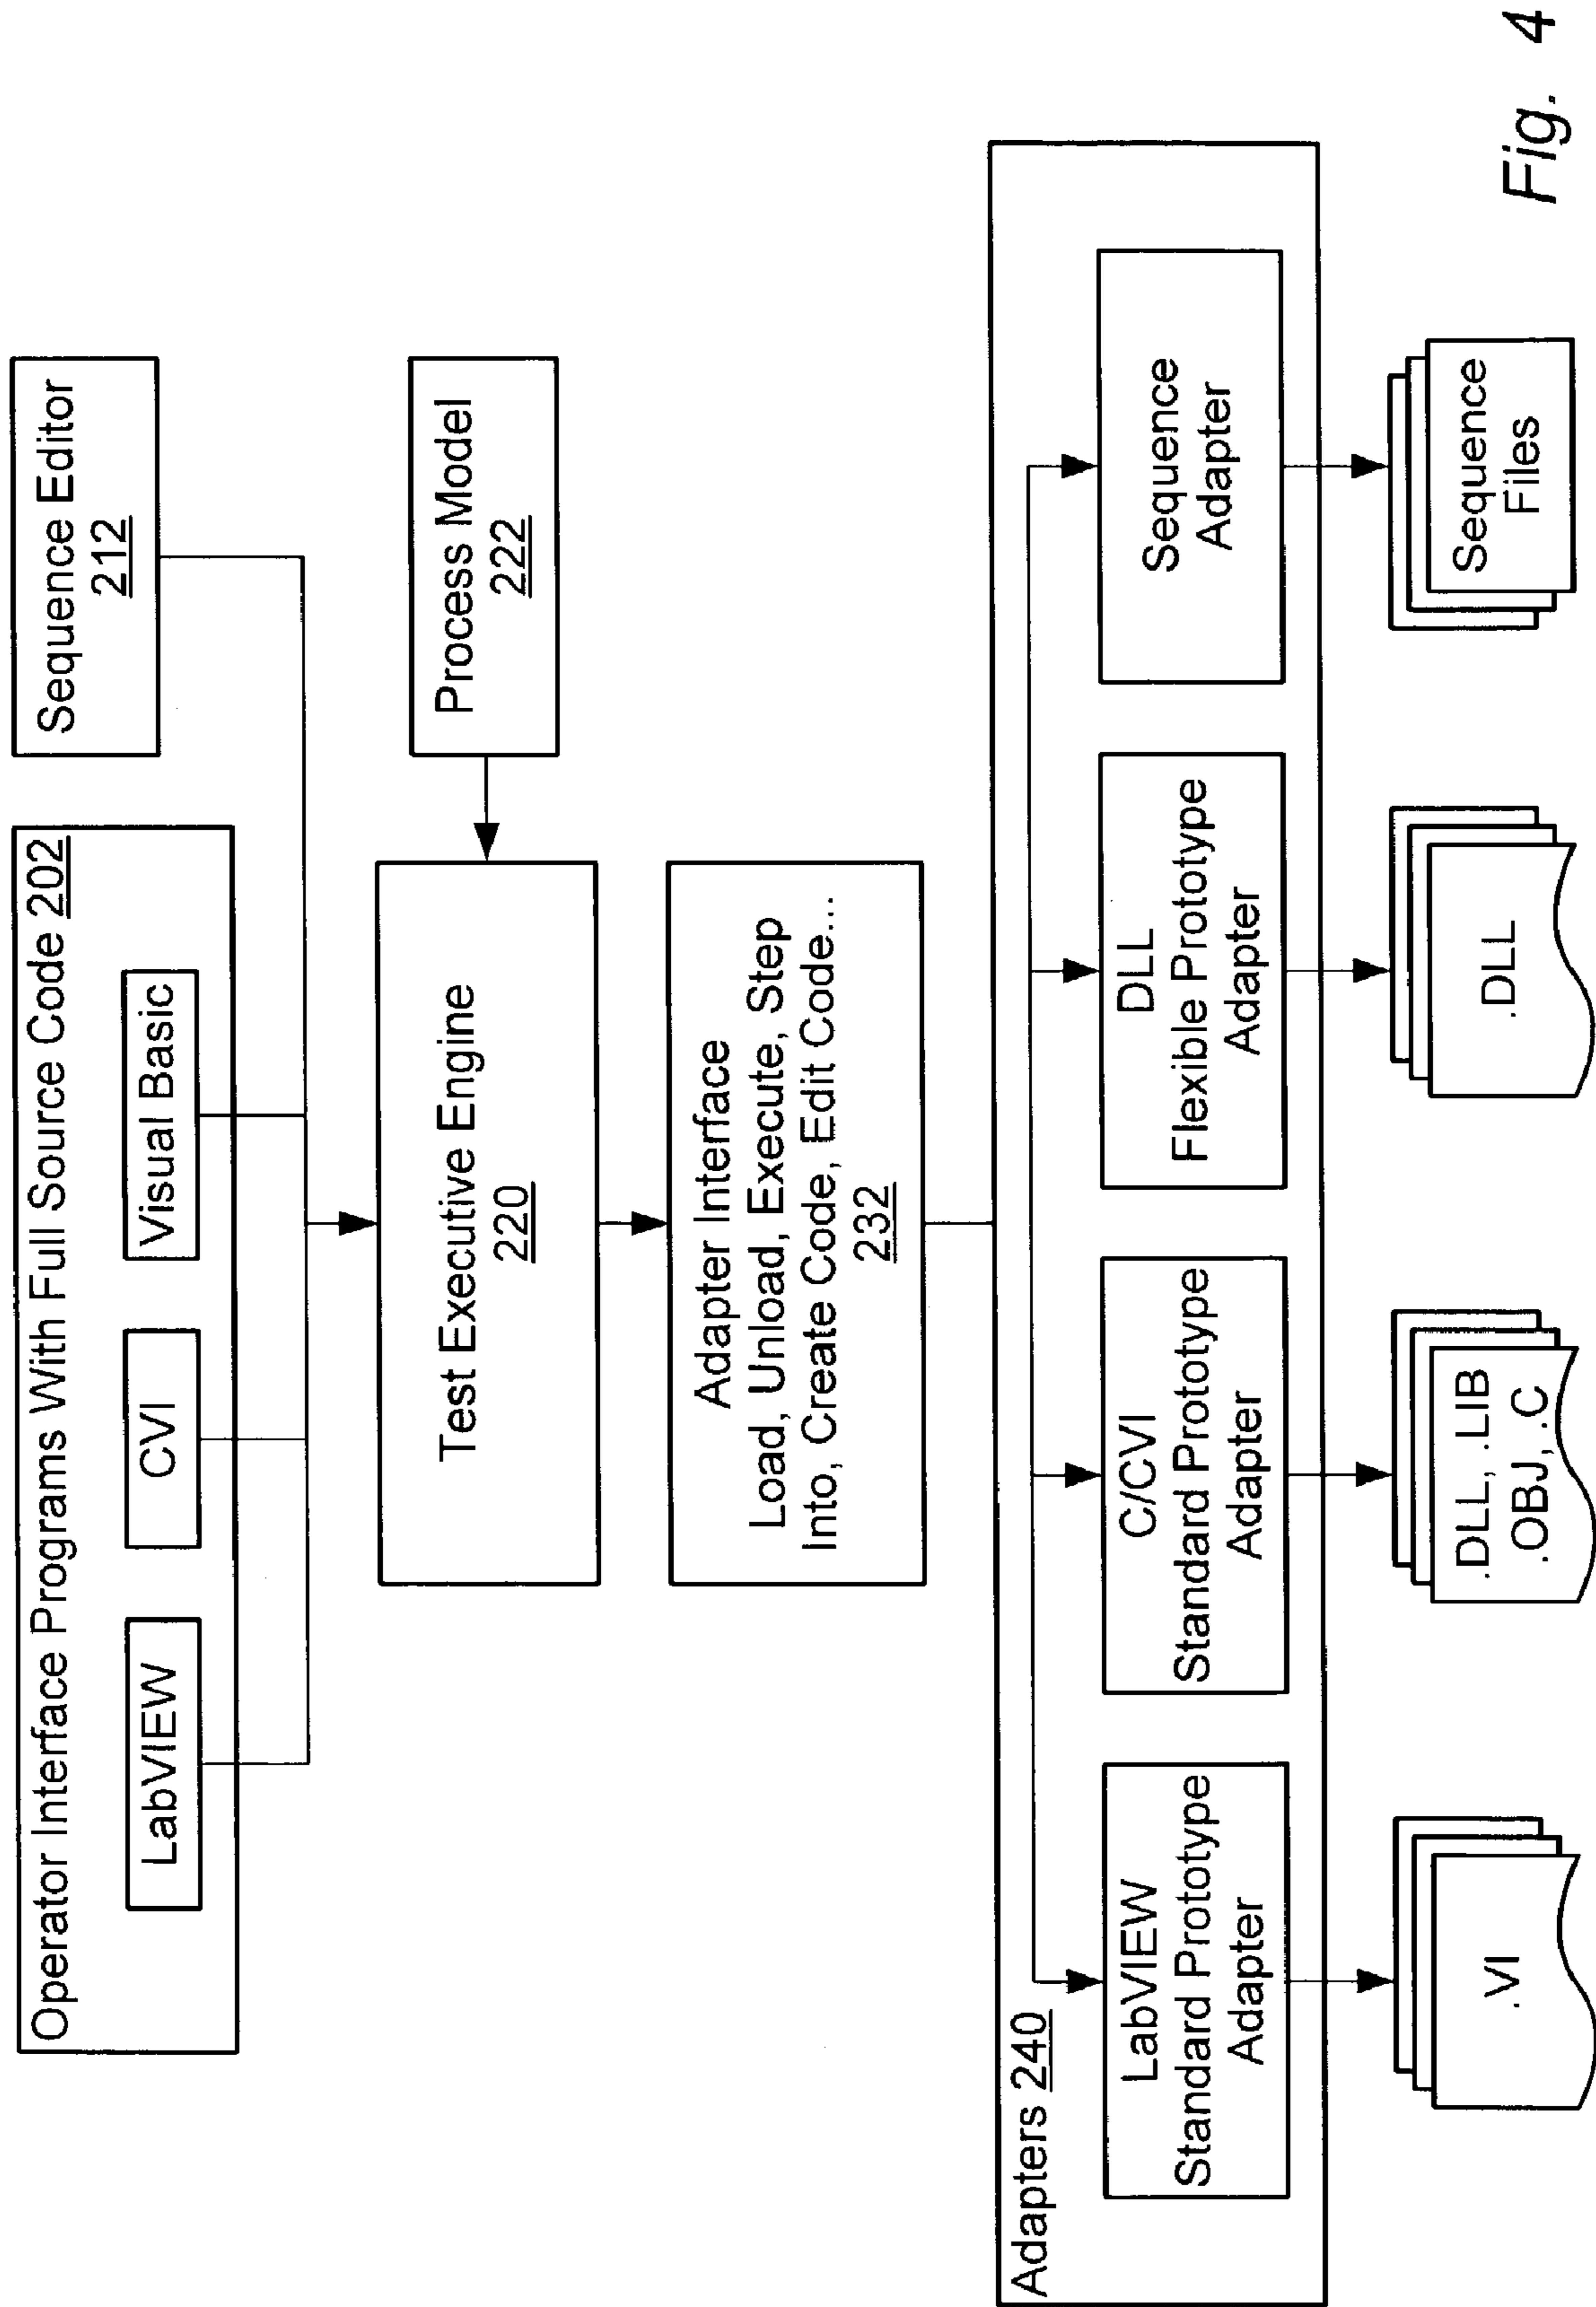 Operator Interface Programs With Full Source Code 202
LabVIEW
CVI
Visual Basic
Sequence Editor
212
Test Executive Engine
220
Process Model
222
Adapter Interface
Load, Unload, Execute, Step
Into, Create Code, Edit Code...
232
Adapters 240
LabVIEW
Standard Prototype
Adapter
C/CVI
Standard Prototype
Adapter
DLL
Flexible Prototype
Adapter
Sequence
Adapter
.VI
.DLL, .LIB
.OBJ, .C
.DLL
Sequence
Files
Fig. 4